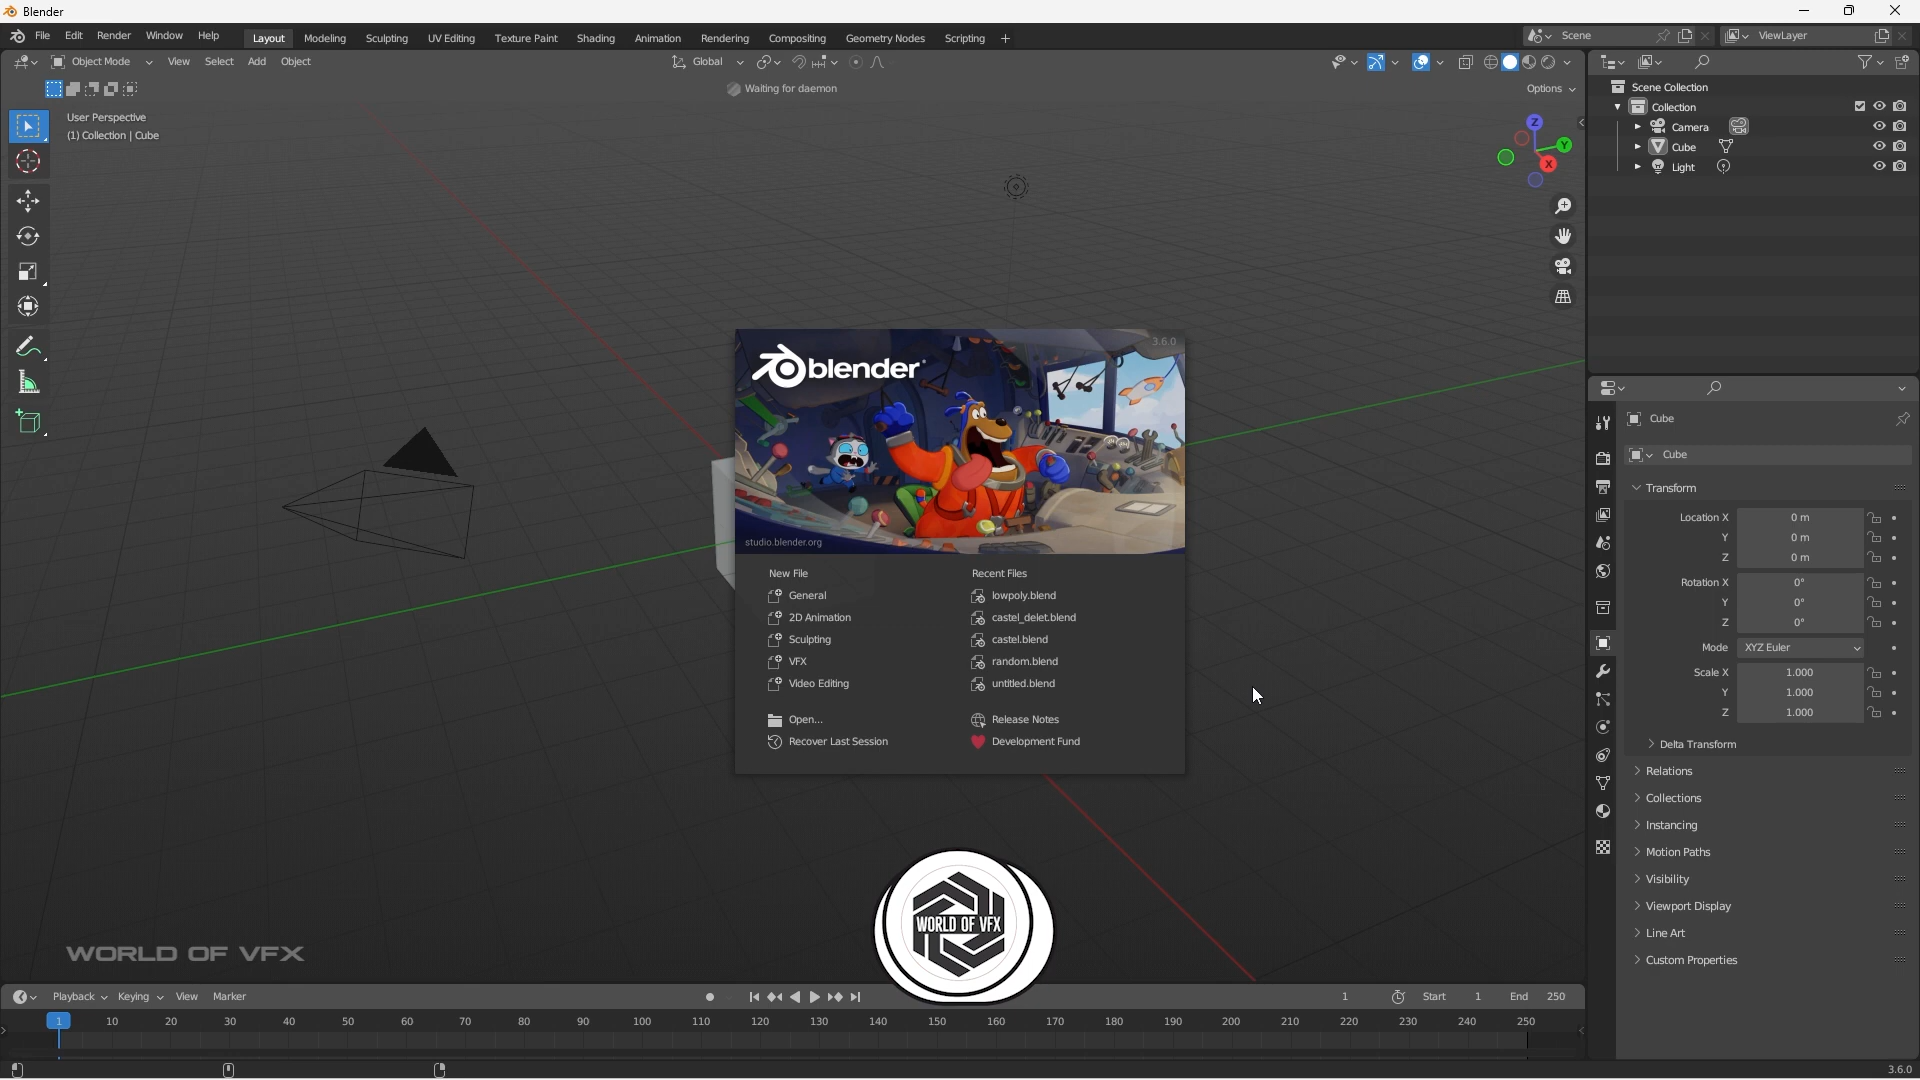 Blender
File Edit Render Window Help Layout Modeling Sculpting UV Editing Texture Paint Shading Animation Rendering Compositing Geometry Nodes Scripting + Scene ViewLayer
Object Mode View Select Add Object Global
Waiting for daemon Options
User Perspective
(1) Collection | Cube
Z
Y
X
Scene Collection
Collection
Camera
Cube
Light
3.6.0
blender
studio.blender.org
New File
General
2D Animation
Sculpting
VFX
Video Editing
Open...
Recover Last Session
Recent Files
lowpoly.blend
castel_delet.blend
castel.blend
random.blend
untitled.blend
Release Notes
Development Fund
Cube
Cube
Transform
Location X 0 m
Y 0 m
Z 0 m
Rotation X 0°
Y 0°
Z 0°
Mode XYZ Euler
Scale X 1.000
Y 1.000
Z 1.000
Delta Transform
Relations
Collections
Instancing
Motion Paths
Visibility
Viewport Display
Line Art
Custom Properties
WORLD OF VFX
WORLD OF VFX
Playback Keying View Marker 1 Start 1 End 250
1 10 20 30 40 50 60 70 80 90 100 110 120 130 140 150 160 170 180 190 200 210 220 230 240 250
3.6.0